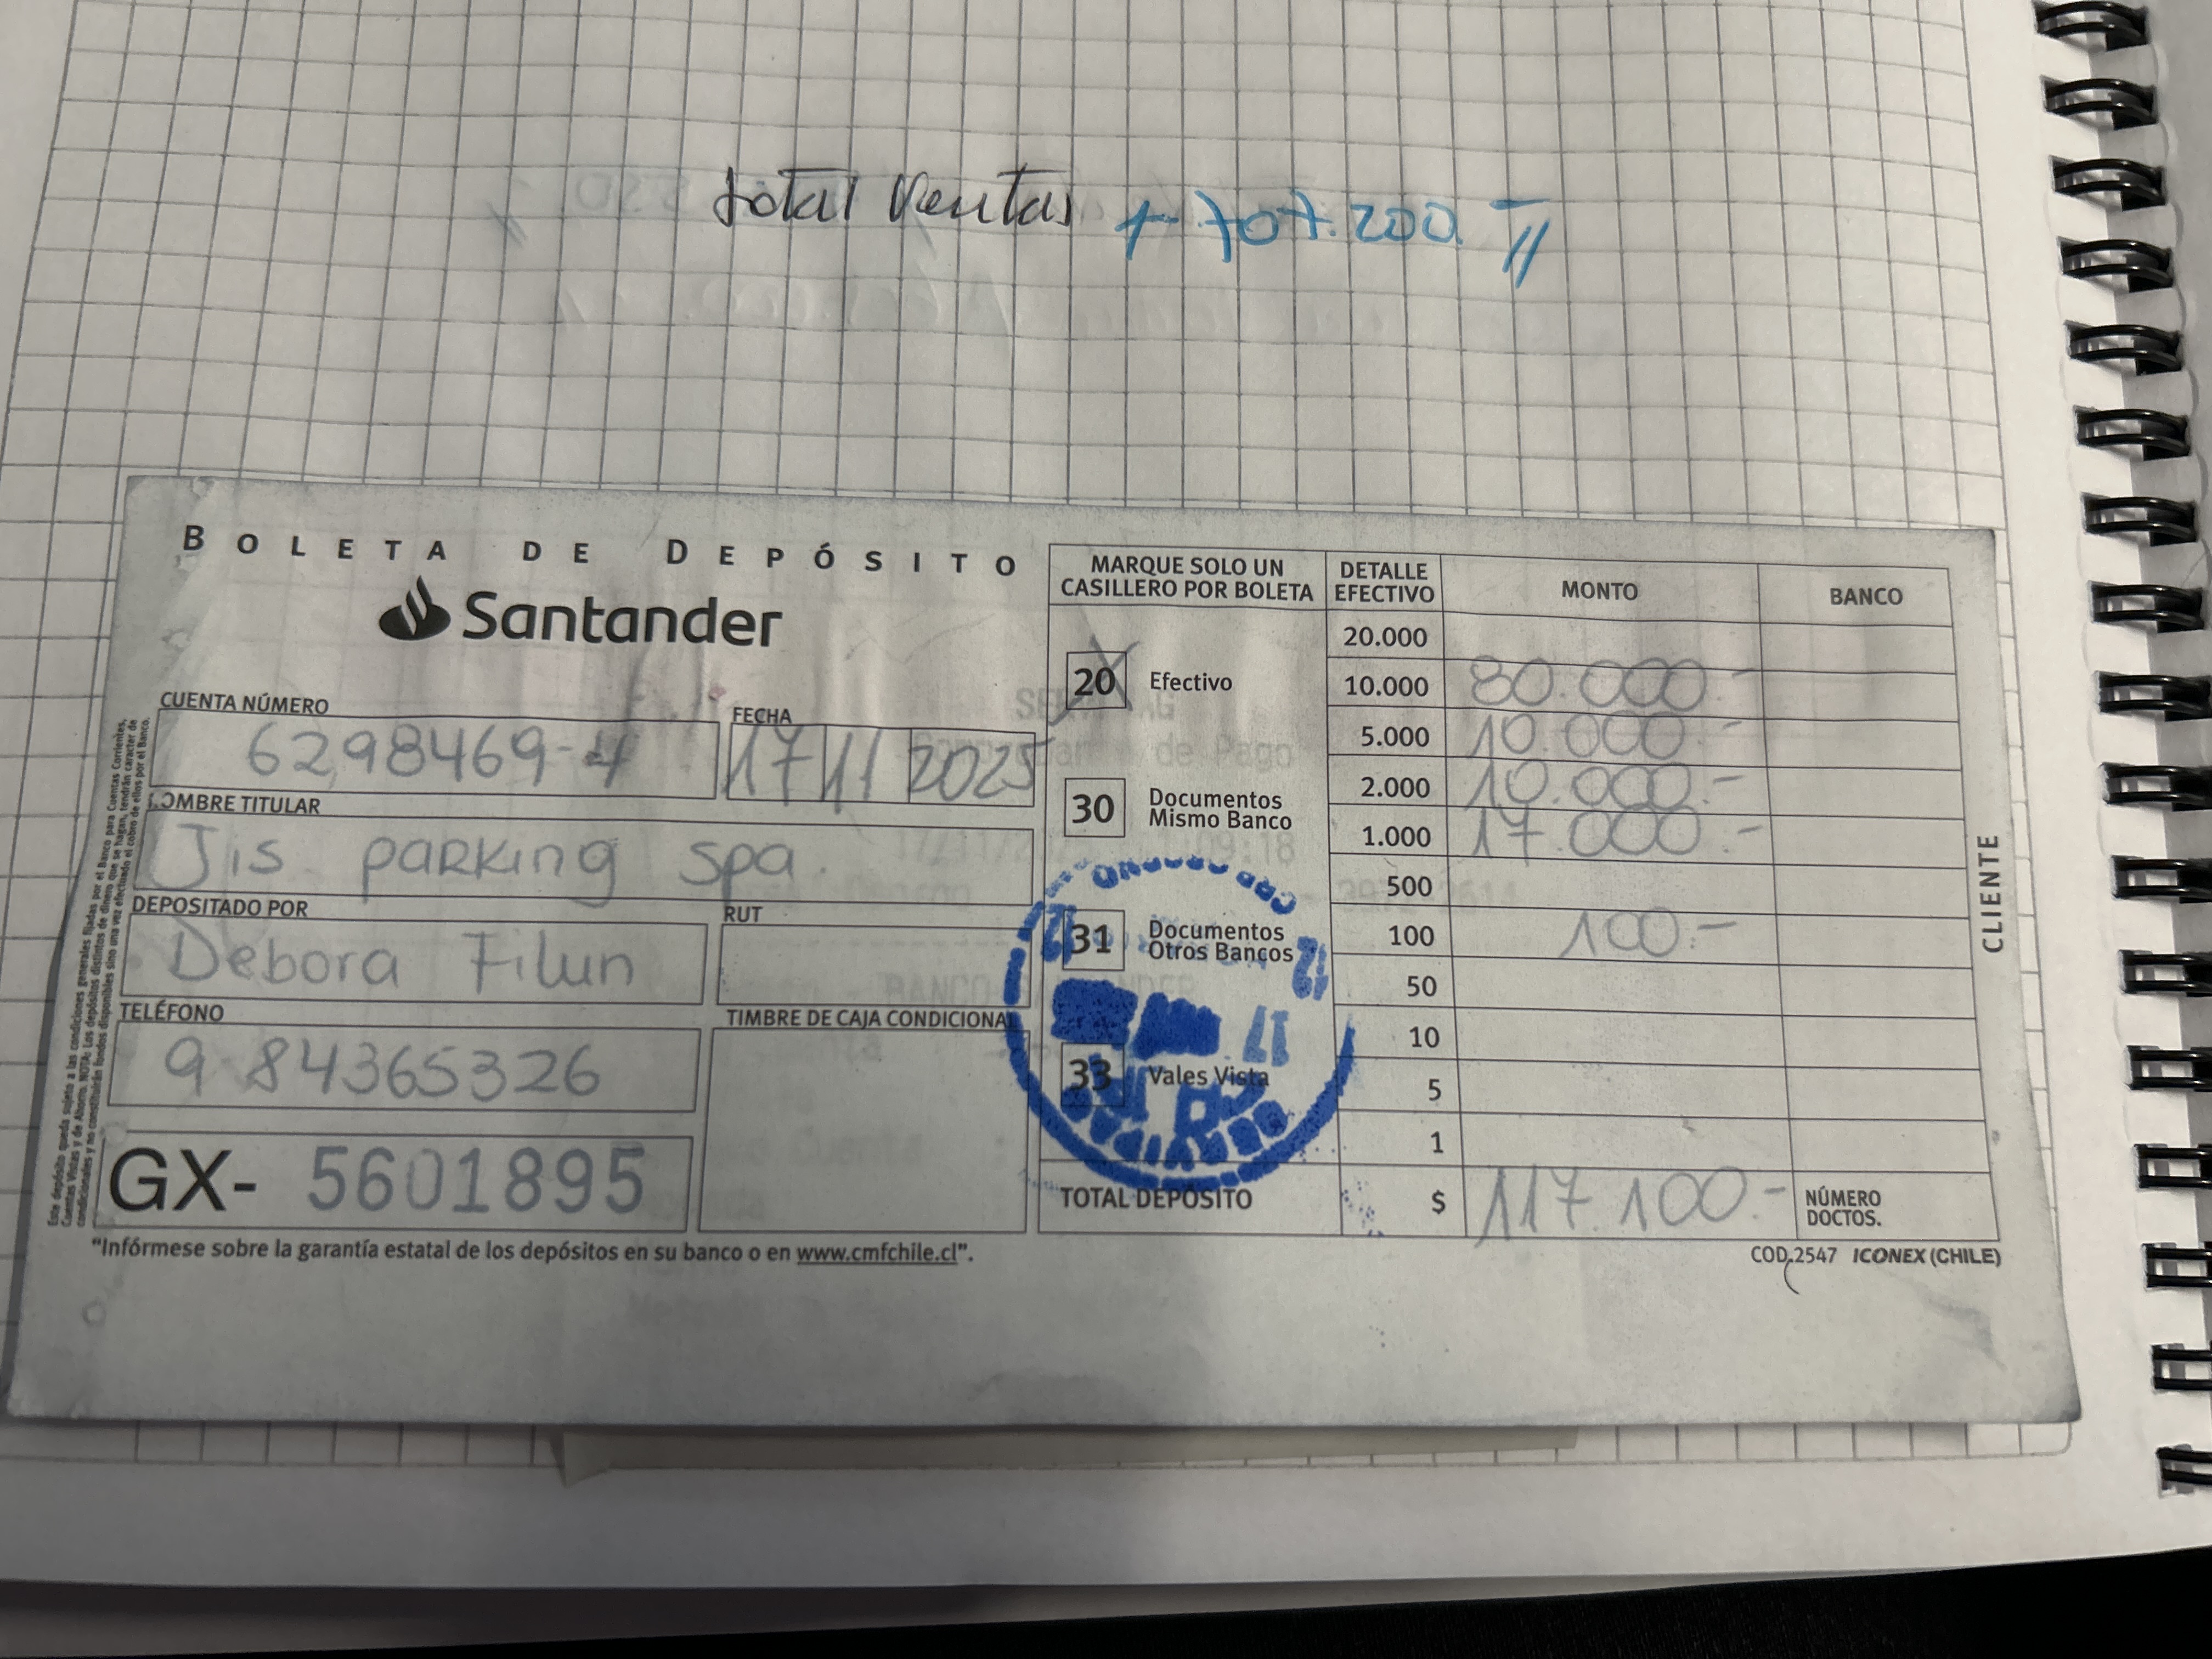 total Ventas 707.200
BOLETA DE DEPÓSITO
Santander
CUENTA NÚMERO
6298469-4
FECHA
17 11 2025
NOMBRE TITULAR
Jis parking spa.
DEPOSITADO POR
Debora Filun
RUT
TELÉFONO
9 84365326
TIMBRE DE CAJA CONDICIONAL
GX- 5601895
"Infórmese sobre la garantía estatal de los depósitos en su banco o en www.cmfchile.cl".
MARQUE SOLO UN
CASILLERO POR BOLETA
20 Efectivo
30 Documentos
Mismo Banco
31 Documentos
Otros Bancos
33 Vales Vista
TOTAL DEPÓSITO
DETALLE
EFECTIVO
MONTO
BANCO
20.000
10.000 80.000.-
5.000 10.000.-
2.000 10.000.-
1.000 17.000.-
500
100 100.-
50
10
5
1
$ 117.100.-
NÚMERO
DOCTOS.
CLIENTE
COD.2547 ICONEX (CHILE)